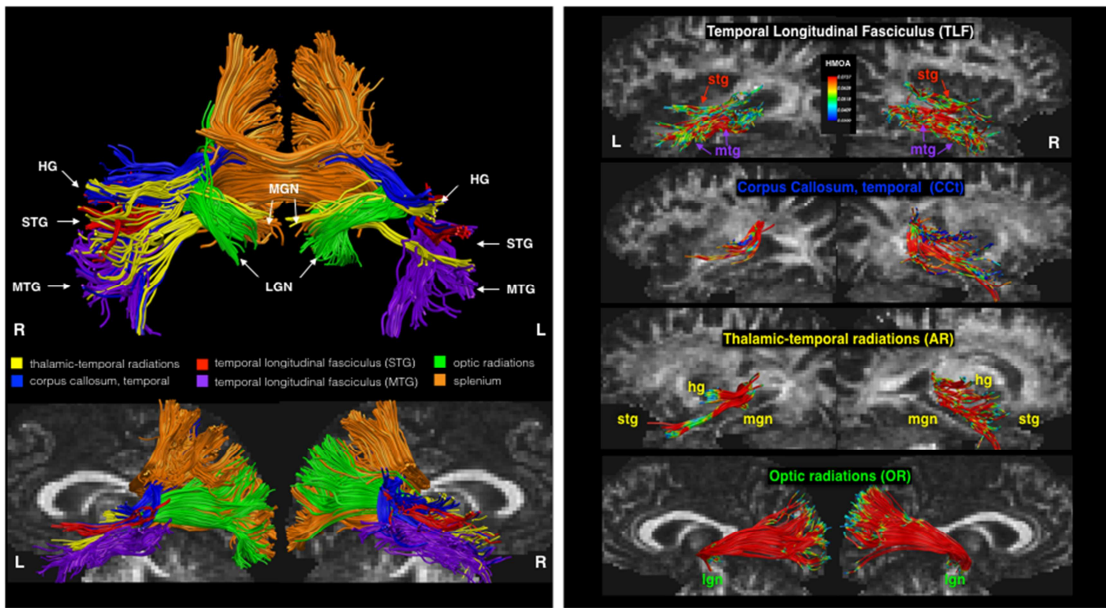 HG
MGN
HG
STG
STG
LGN
MTG
MTG
R
L
thalamic-temporal radiations
temporal longitudinal fasciculus (STG)
optic radiations
corpus callosum, temporal
temporal longitudinal fasciculus (MTG)
splenium
L
R
Temporal Longitudinal Fasciculus (TLF)
HMOA
stg
stg
L
R
mtg
mtg
Corpus Callosum, temporal (CCt)
Thalamic-temporal radiations (AR)
hg
hg
stg
mgn
mgn
stg
Optic radiations (OR)
lgn
lgn